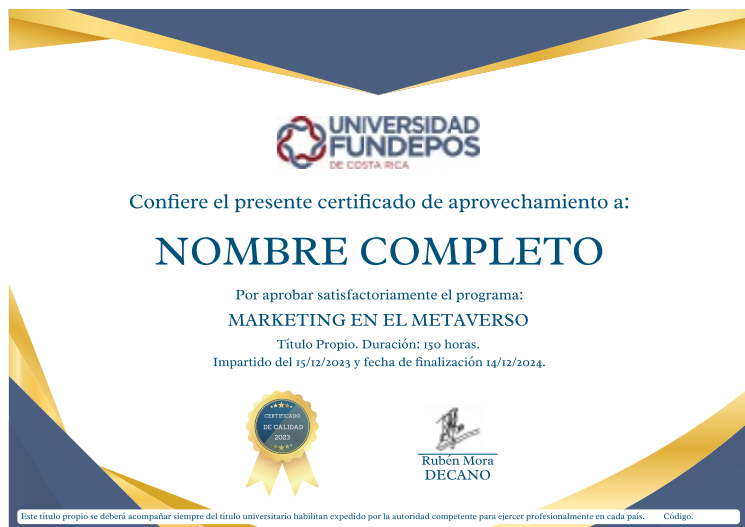 UNIVERSIDAD
FUNDEPOS
DE COSTA RICA
Confiere el presente certificado de aprovechamiento a:
NOMBRE COMPLETO
Por aprobar satisfactoriamente el programa:
MARKETING EN EL METAVERSO
Título Propio. Duración: 150 horas.
Impartido del 15/12/2023 y fecha de finalización 14/12/2024.
CERTIFICADO
DE CALIDAD
2023
Rubén Mora
DECANO
Este título propio se deberá acompañar siempre del título universitario habilitan expedido por la autoridad competente para ejercer profesionalmente en cada país. Código.